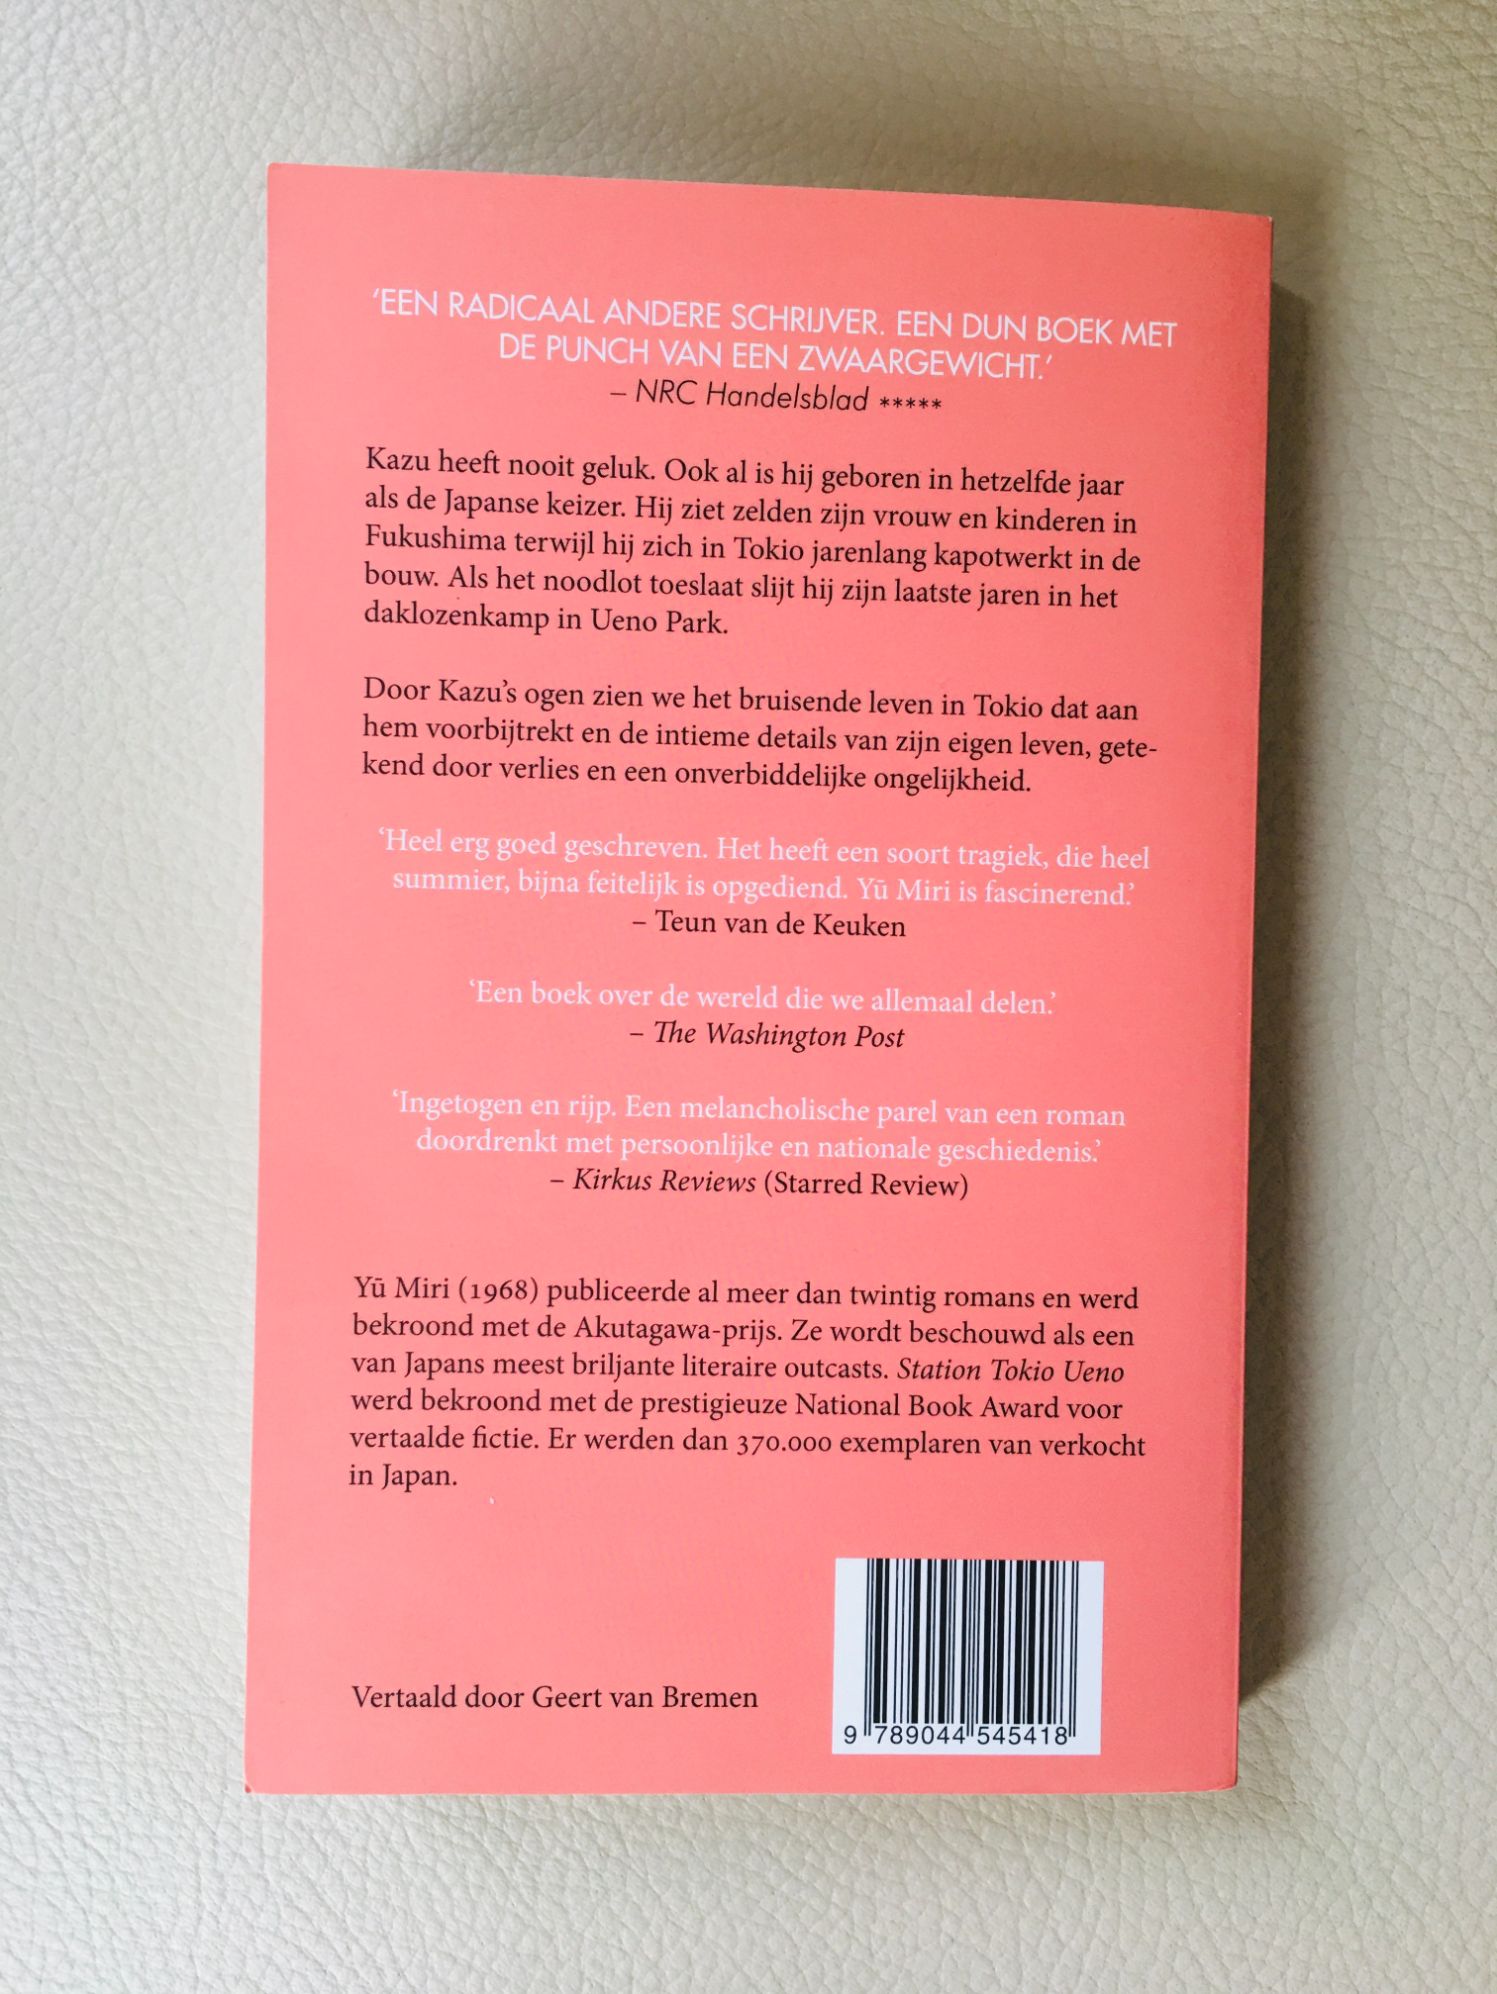 ‘EEN RADICAAL ANDERE SCHRIJVER. EEN DUN BOEK MET
DE PUNCH VAN EEN ZWAARGEWICHT.’
– NRC Handelsblad *****
Kazu heeft nooit geluk. Ook al is hij geboren in hetzelfde jaar
als de Japanse keizer. Hij ziet zelden zijn vrouw en kinderen in
Fukushima terwijl hij zich in Tokio jarenlang kapotwerkt in de
bouw. Als het noodlot toeslaat slijt hij zijn laatste jaren in het
daklozenkamp in Ueno Park.
Door Kazu’s ogen zien we het bruisende leven in Tokio dat aan
hem voorbijtrekt en de intieme details van zijn eigen leven, gete-
kend door verlies en een onverbiddelijke ongelijkheid.
‘Heel erg goed geschreven. Het heeft een soort tragiek, die heel
summier, bijna feitelijk is opgediend. Yū Miri is fascinerend.’
– Teun van de Keuken
‘Een boek over de wereld die we allemaal delen.’
– The Washington Post
‘Ingetogen en rijp. Een melancholische parel van een roman
doordrenkt met persoonlijke en nationale geschiedenis.’
– Kirkus Reviews (Starred Review)
Yū Miri (1968) publiceerde al meer dan twintig romans en werd
bekroond met de Akutagawa-prijs. Ze wordt beschouwd als een
van Japans meest briljante literaire outcasts. Station Tokio Ueno
werd bekroond met de prestigieuze National Book Award voor
vertaalde fictie. Er werden dan 370.000 exemplaren van verkocht
in Japan.
Vertaald door Geert van Bremen
9 789044 545418